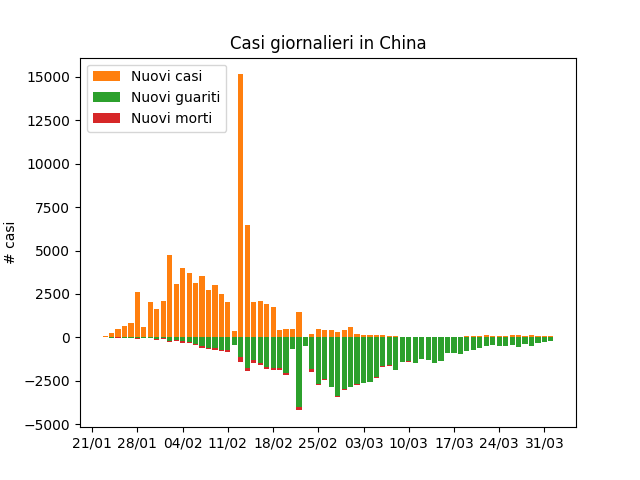 Casi giornalieri in China
Nuovi casi
Nuovi guariti
Nuovi morti
# casi
15000
12500
10000
7500
5000
2500
0
−2500
−5000
21/01 28/01 04/02 11/02 18/02 25/02 03/03 10/03 17/03 24/03 31/03